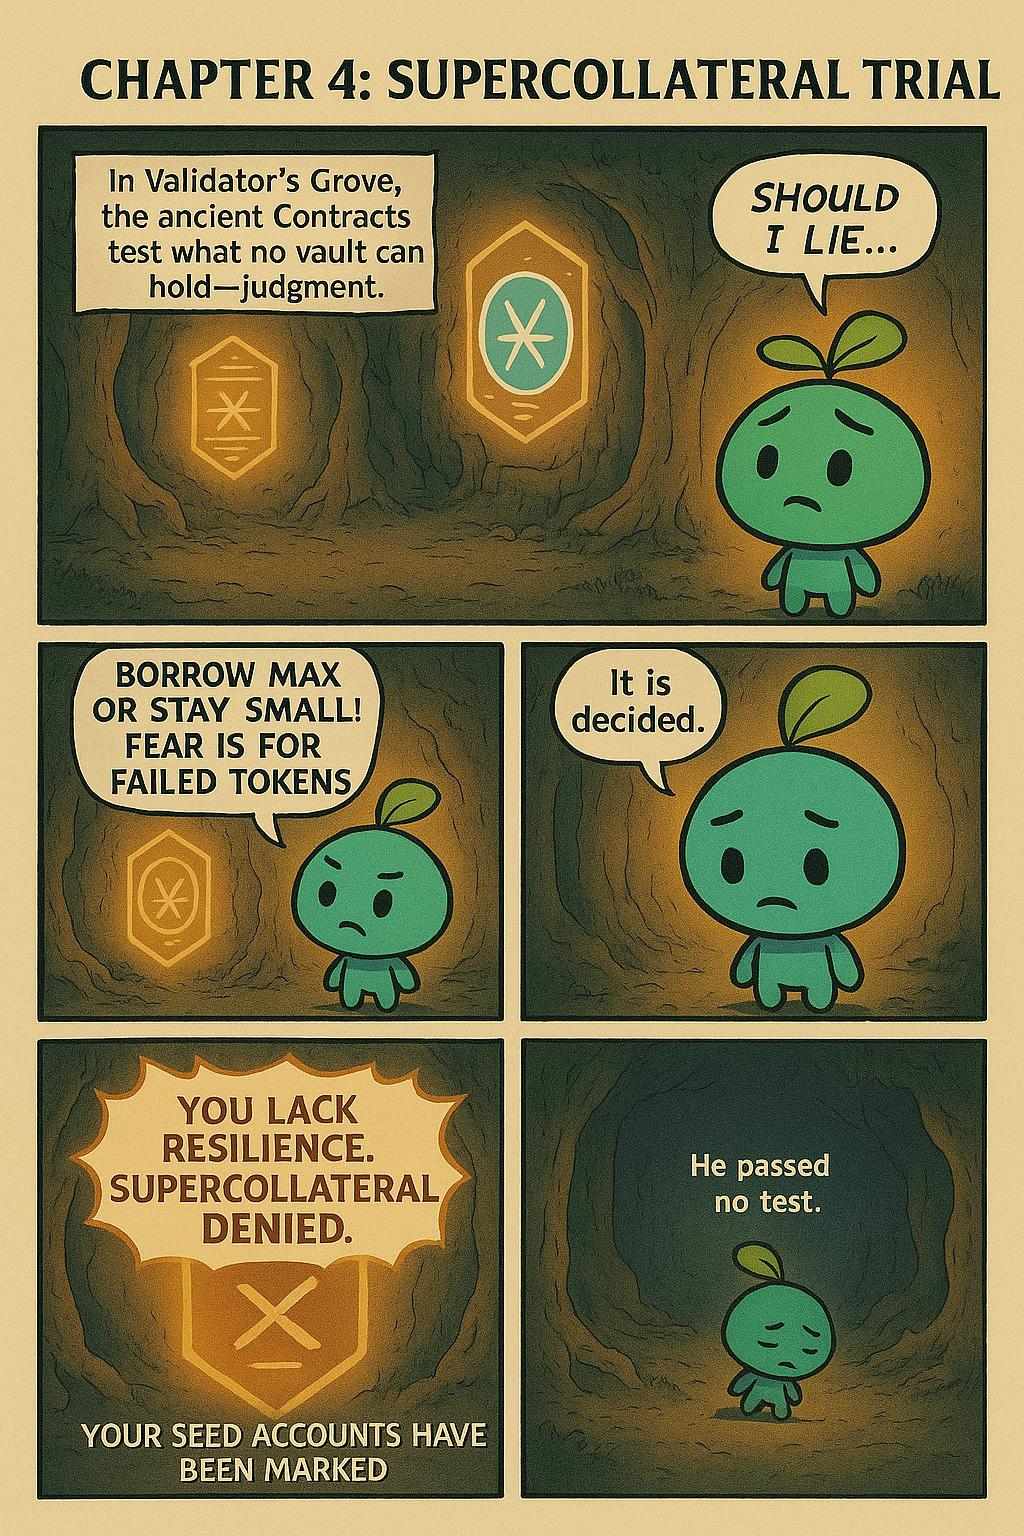 CHAPTER 4: SUPERCOLLATERAL TRIAL
In Validator's Grove,
the ancient Contracts
test what no vault can
hold—judgment.
SHOULD
I LIE...
BORROW MAX
OR STAY SMALL!
FEAR IS FOR
FAILED TOKENS
It is
decided.
YOU LACK
RESILIENCE.
SUPERCOLLATERAL
DENIED.
YOUR SEED ACCOUNTS HAVE
BEEN MARKED
He passed
no test.